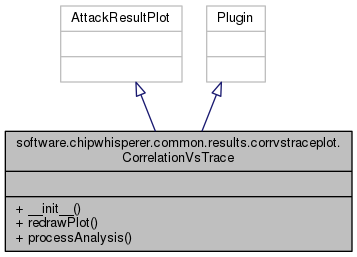 AttackResultPlot
Plugin
software.chipwhisperer.common.results.corrvstraceplot.
CorrelationVsTrace
+ __init__()
+ redrawPlot()
+ processAnalysis()